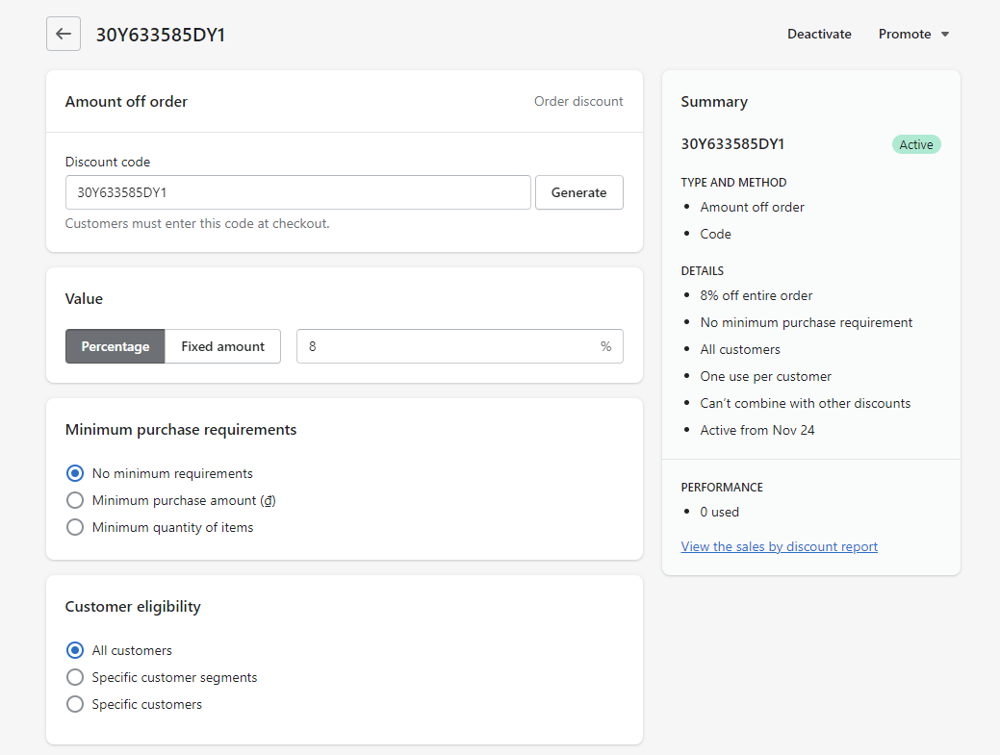 30Y633585DY1
Deactivate
Promote
Amount off order
Order discount
Discount code
30Y633585DY1
Generate
Customers must enter this code at checkout.
Value
Percentage
Fixed amount
8
%
Minimum purchase requirements
No minimum requirements
Minimum purchase amount (₫)
Minimum quantity of items
Customer eligibility
All customers
Specific customer segments
Specific customers
Summary
30Y633585DY1
Active
TYPE AND METHOD
• Amount off order
• Code
DETAILS
• 8% off entire order
• No minimum purchase requirement
• All customers
• One use per customer
• Can’t combine with other discounts
• Active from Nov 24
PERFORMANCE
• 0 used
View the sales by discount report